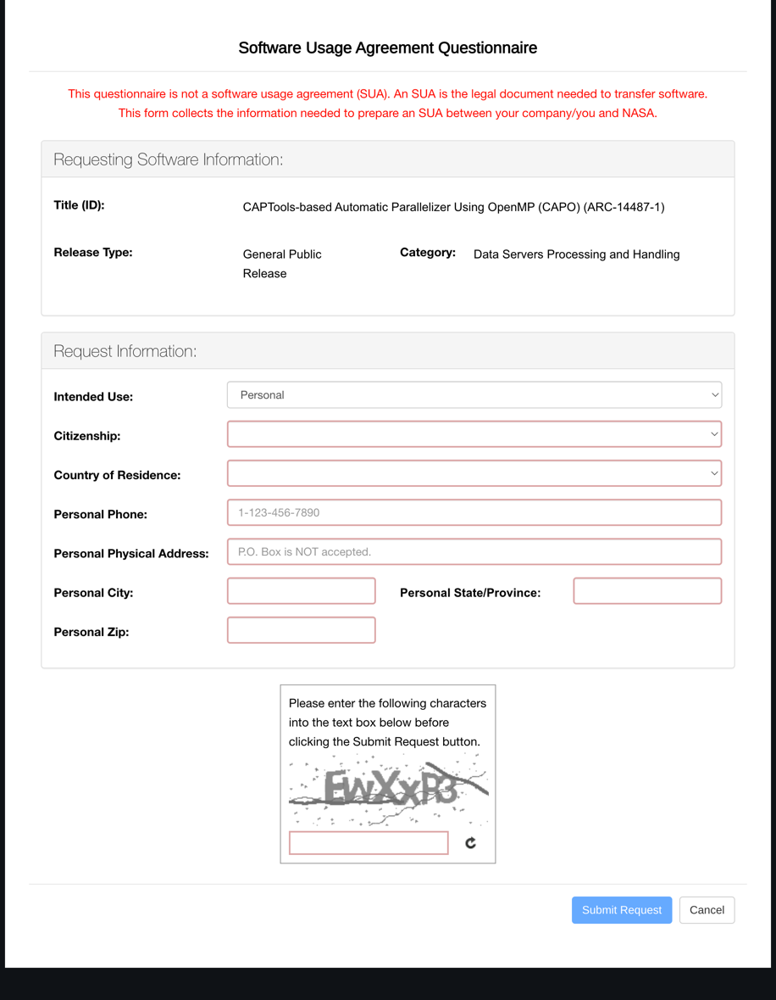 Software Usage Agreement Questionnaire
This questionnaire is not a software usage agreement (SUA). An SUA is the legal document needed to transfer software.
This form collects the information needed to prepare an SUA between your company/you and NASA.
Requesting Software Information:
Title (ID): CAPTools-based Automatic Parallelizer Using OpenMP (CAPO) (ARC-14487-1)
Release Type: General Public Category: Data Servers Processing and Handling
Release
Request Information:
Intended Use: Personal
Citizenship:
Country of Residence:
Personal Phone: 1-123-456-7890
Personal Physical Address: P.O. Box is NOT accepted.
Personal City: Personal State/Province:
Personal Zip:
Please enter the following characters
into the text box below before
clicking the Submit Request button.
EwXxP3
Submit Request Cancel